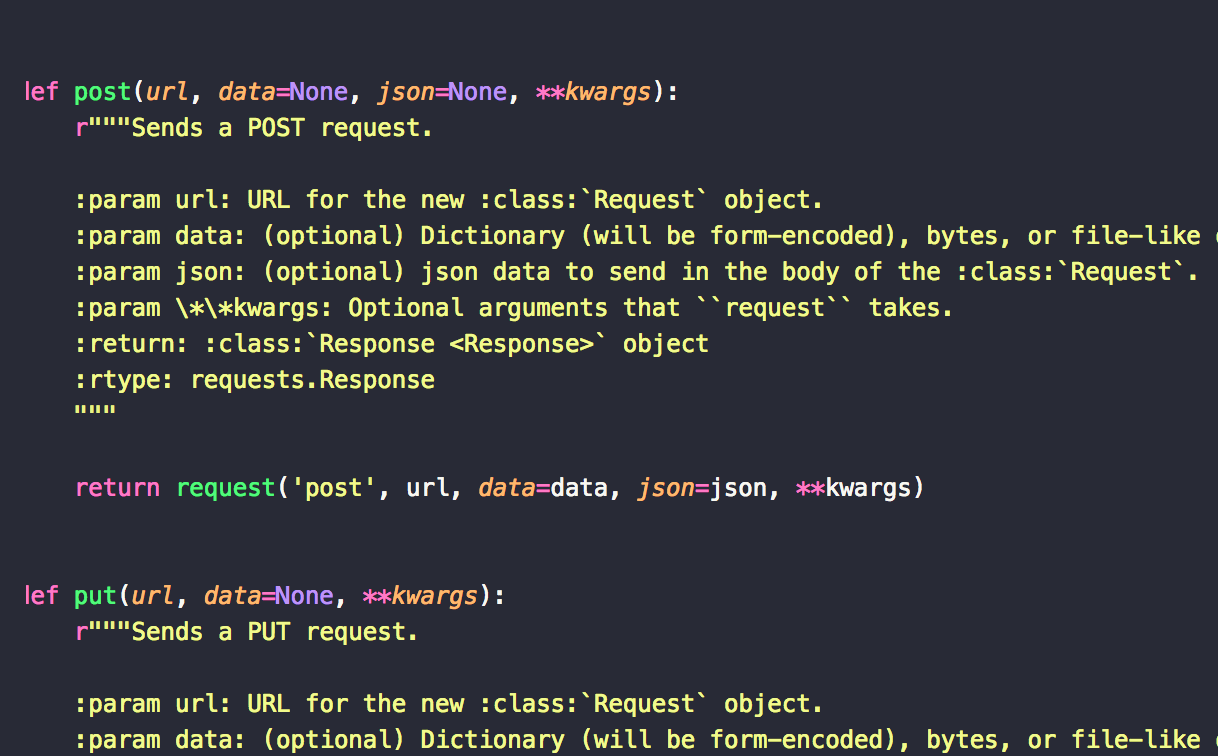 def post(url, data=None, json=None, **kwargs):
    r"""Sends a POST request.

    :param url: URL for the new :class:`Request` object.
    :param data: (optional) Dictionary (will be form-encoded), bytes, or file-like
    :param json: (optional) json data to send in the body of the :class:`Request`.
    :param \*\*kwargs: Optional arguments that ``request`` takes.
    :return: :class:`Response <Response>` object
    :rtype: requests.Response
    """

    return request('post', url, data=data, json=json, **kwargs)


def put(url, data=None, **kwargs):
    r"""Sends a PUT request.

    :param url: URL for the new :class:`Request` object.
    :param data: (optional) Dictionary (will be form-encoded), bytes, or file-like